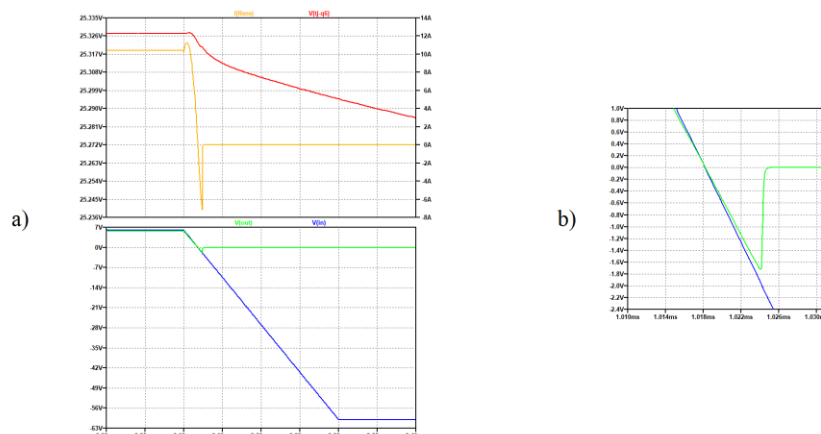 I(Rsns) V(tj-q6)
25.335V 14A
25.326V 12A
25.317V 10A
25.308V 8A
25.299V 6A
25.290V 4A
25.281V 2A
25.272V 0A
25.263V -2A
25.254V -4A
25.245V -6A
25.236V -8A
a)
V(out) V(in)
7V
0V
-7V
-14V
-21V
-28V
-35V
-42V
-49V
-56V
-63V
b)
1.0V
0.8V
0.6V
0.4V
0.2V
0.0V
-0.2V
-0.4V
-0.6V
-0.8V
-1.0V
-1.2V
-1.4V
-1.6V
-1.8V
-2.0V
-2.2V
-2.4V
1.010ms 1.014ms 1.018ms 1.022ms 1.026ms 1.030ms